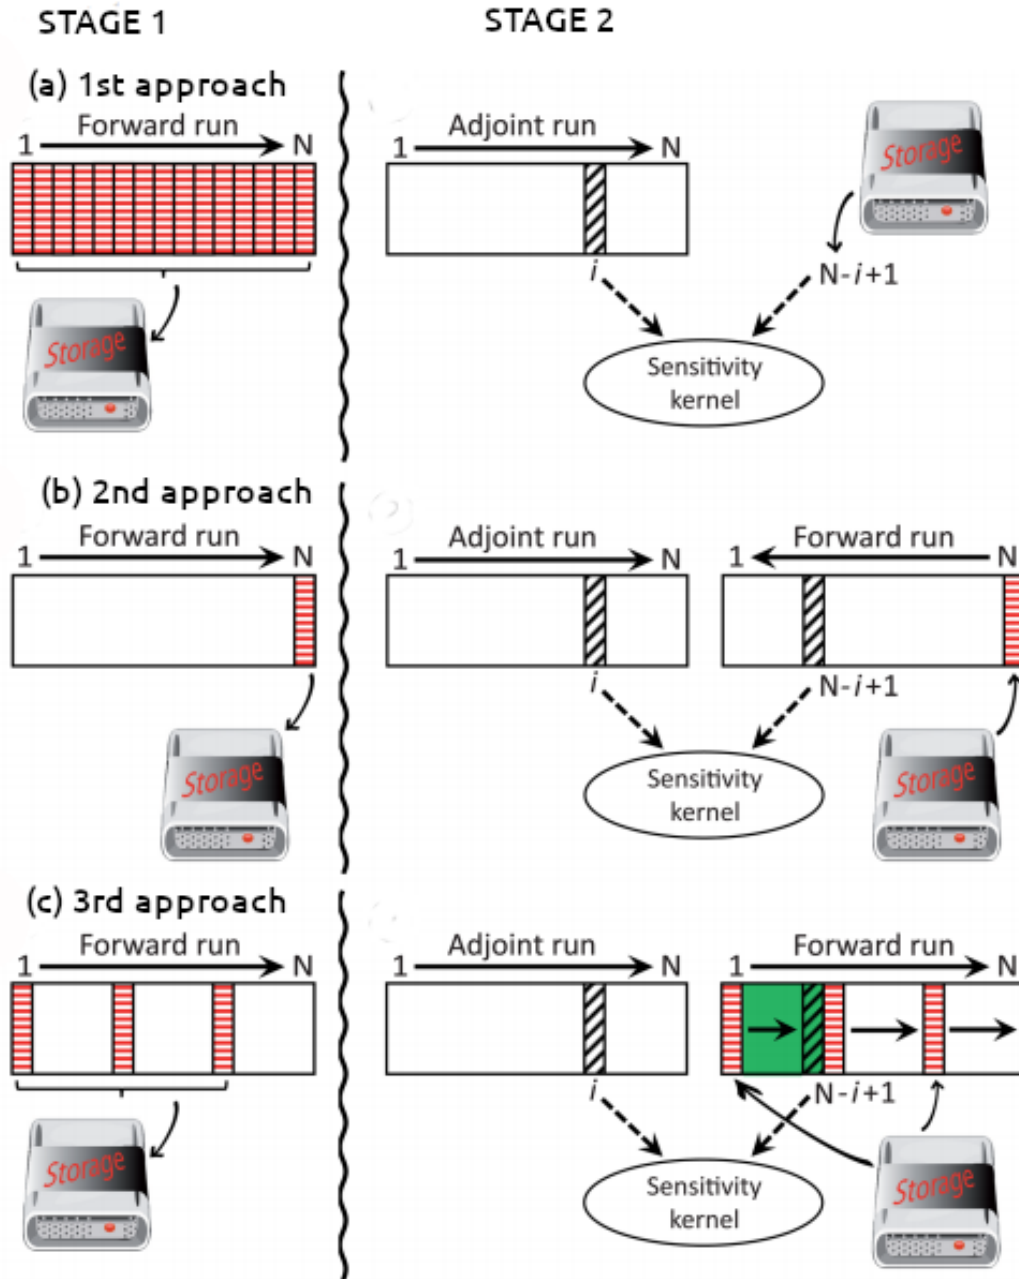 STAGE 1
STAGE 2
(a) 1st approach
Forward run
1 N
Storage
Adjoint run
1 N
i
N-i+1
Storage
Sensitivity
kernel
(b) 2nd approach
Forward run
1 N
Storage
Adjoint run
1 N
Forward run
1 N
i
N-i+1
Sensitivity
kernel
Storage
(c) 3rd approach
Forward run
1 N
Storage
Adjoint run
1 N
Forward run
1 N
i
N-i+1
Sensitivity
kernel
Storage